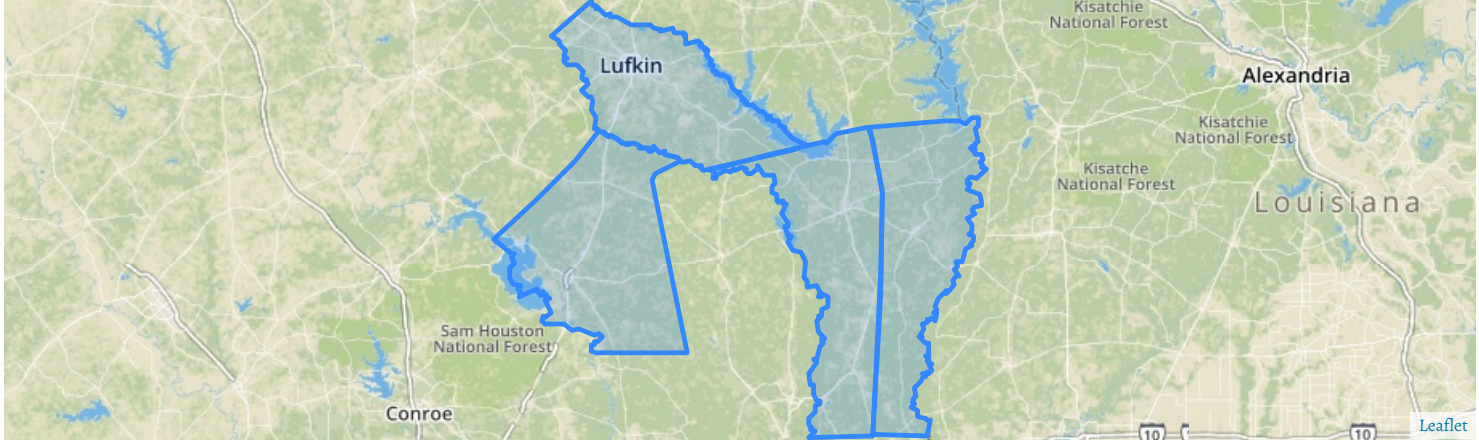 Kisatchie
National Forest
Lufkin
Alexandria
Kisatchie
National Forest
Kisatche
National Forest
Louisiana
Sam Houston
National Forest
Conroe
10
10
Leaflet